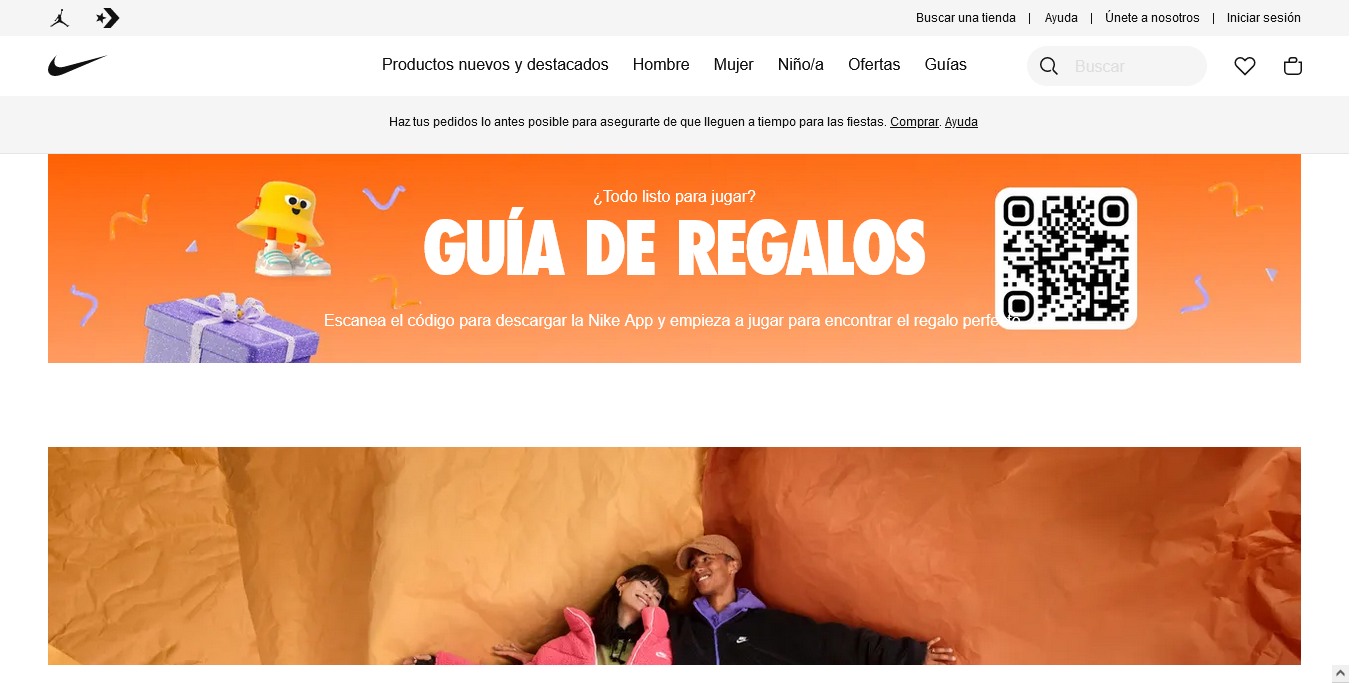 Buscar una tienda | Ayuda | Únete a nosotros | Iniciar sesión
Productos nuevos y destacados Hombre Mujer Niño/a Ofertas Guías Buscar
Haz tus pedidos lo antes posible para asegurarte de que lleguen a tiempo para las fiestas. Comprar. Ayuda
¿Todo listo para jugar?
GUÍA DE REGALOS
Escanea el código para descargar la Nike App y empieza a jugar para encontrar el regalo perfecto.